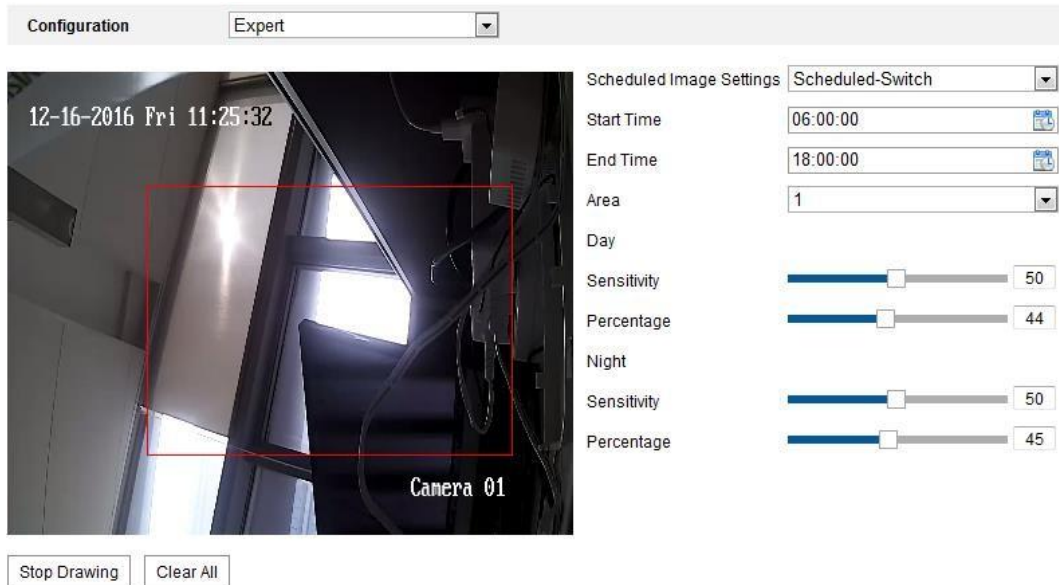 Configuration Expert
12-16-2016 Fri 11:25:32
Camera 01
Scheduled Image Settings Scheduled-Switch
Start Time 06:00:00
End Time 18:00:00
Area 1
Day
Sensitivity 50
Percentage 44
Night
Sensitivity 50
Percentage 45
Stop Drawing Clear All